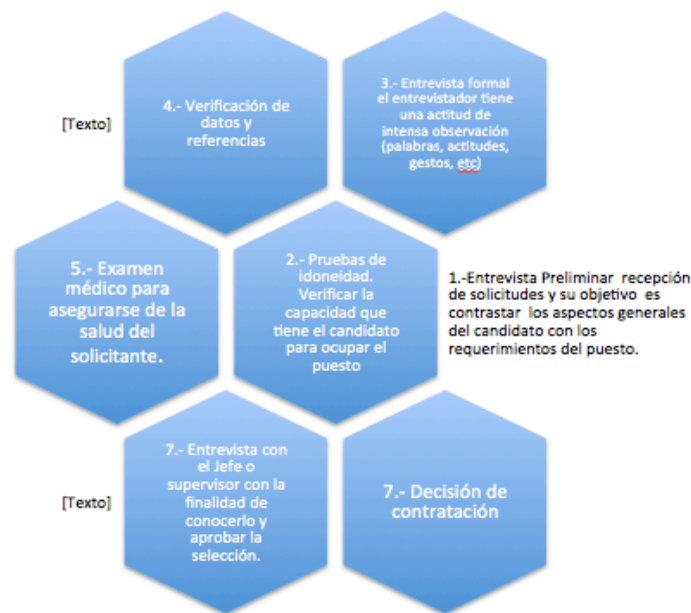 [Texto]
4.- Verificación de
datos y
referencias
3.- Entrevista formal
el entrevistador tiene
una actitud de
intensa observación
(palabras, actitudes,
gestos, etc)
5.- Examen
médico para
asegurarse de la
salud del
solicitante.
2.- Pruebas de
idoneidad.
Verificar la
capacidad que
tiene el candidato
para ocupar el
puesto
1.-Entrevista Preliminar recepción
de solicitudes y su objetivo es
contrastar los aspectos generales
del candidato con los
requerimientos del puesto.
[Texto]
7.- Entrevista con
el Jefe o
supervisor con la
finalidad de
conocerlo y
aprobar la
selección.
7.- Decisión de
contratación